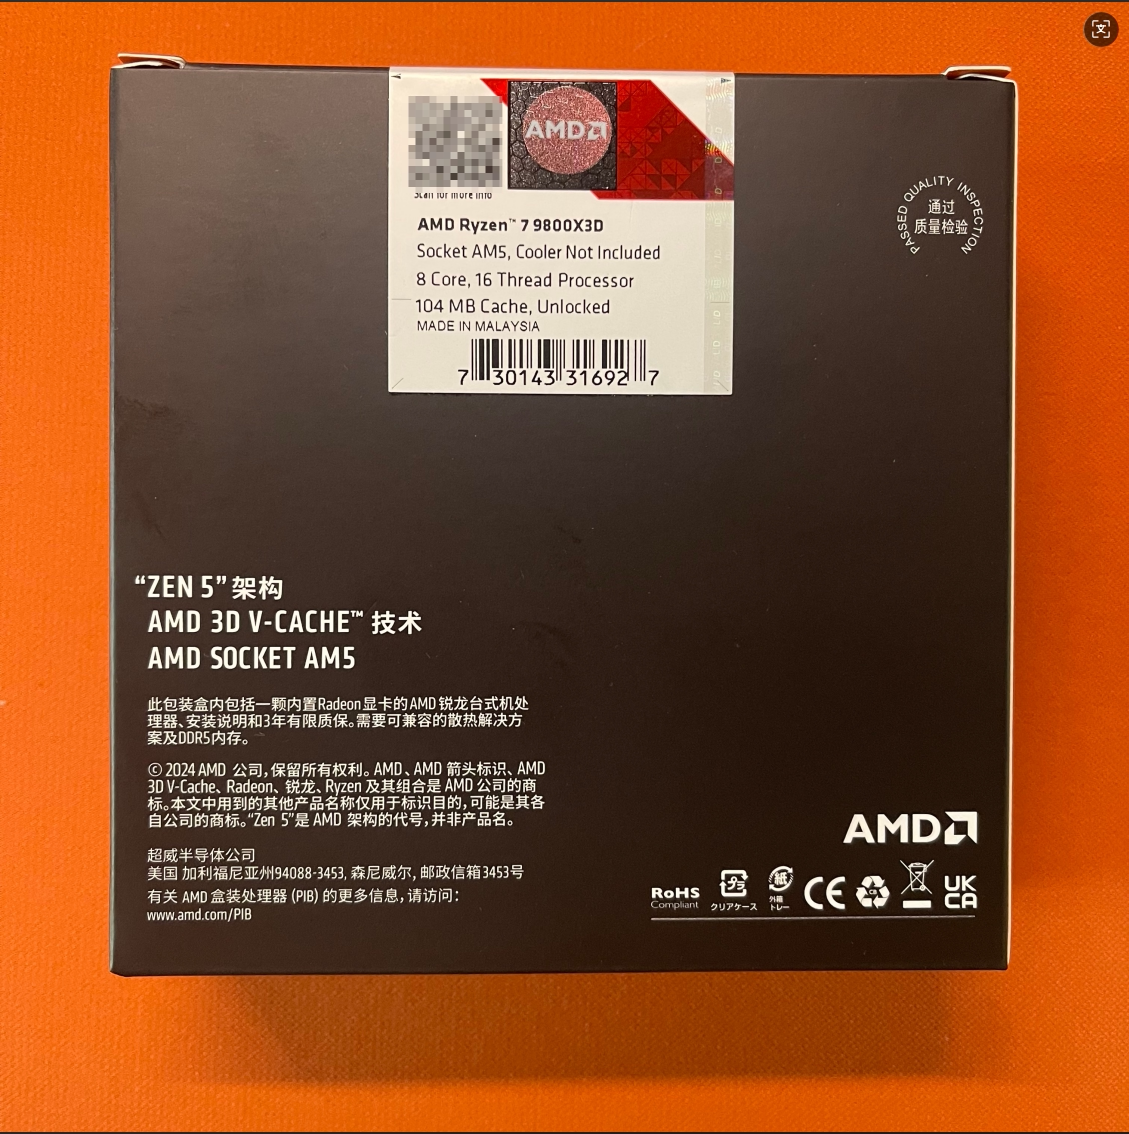 AMD
Scan for more info
AMD Ryzen™ 7 9800X3D
Socket AM5, Cooler Not Included
8 Core, 16 Thread Processor
104 MB Cache, Unlocked
MADE IN MALAYSIA
7 30143 31692 7
PASSED QUALITY INSPECTION
通过
质量检验
“ZEN 5”架构
AMD 3D V-CACHE™ 技术
AMD SOCKET AM5
此包装盒内包括一颗内置Radeon显卡的AMD锐龙台式机处
理器、安装说明和3年有限质保。需要可兼容的散热解决方
案及DDR5内存。
© 2024 AMD 公司，保留所有权利。AMD、AMD 箭头标识、AMD
3D V-Cache、Radeon、锐龙、Ryzen 及其组合是 AMD 公司的商
标。本文中用到的其他产品名称仅用于标识目的，可能是其各
自公司的商标。“Zen 5”是 AMD 架构的代号，并非产品名。
超威半导体公司
美国 加利福尼亚州94088-3453, 森尼威尔, 邮政信箱3453号
有关 AMD 盒装处理器 (PIB) 的更多信息，请访问：
www.amd.com/PIB
AMD
RoHS
Compliant
プラ
クリアケース
紙
外箱
トレー
CE
UK
CA